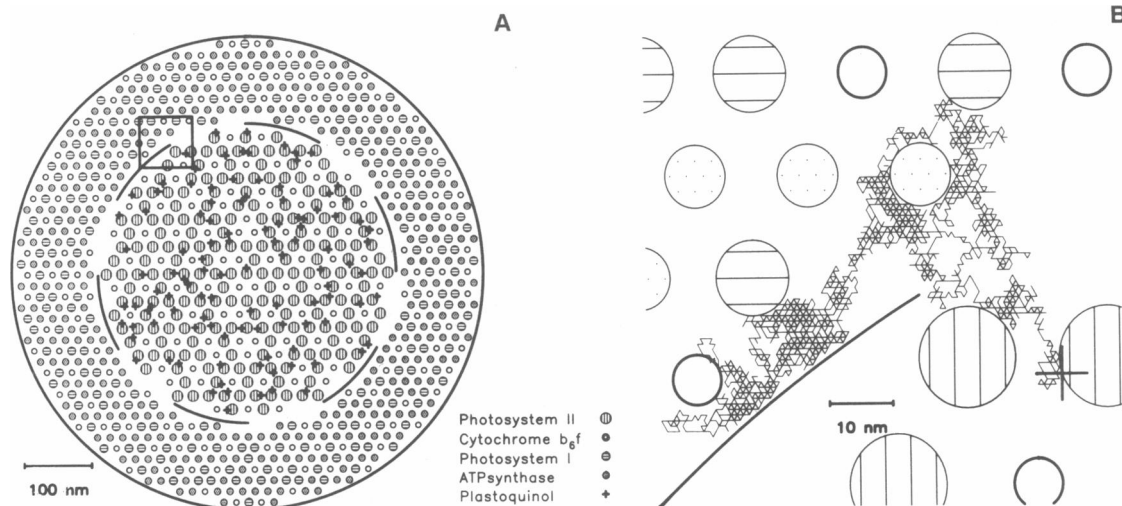 A
B
Photosystem II
Cytochrome b6f
Photosystem I
ATPsynthase
Plastoquinol
100 nm
10 nm